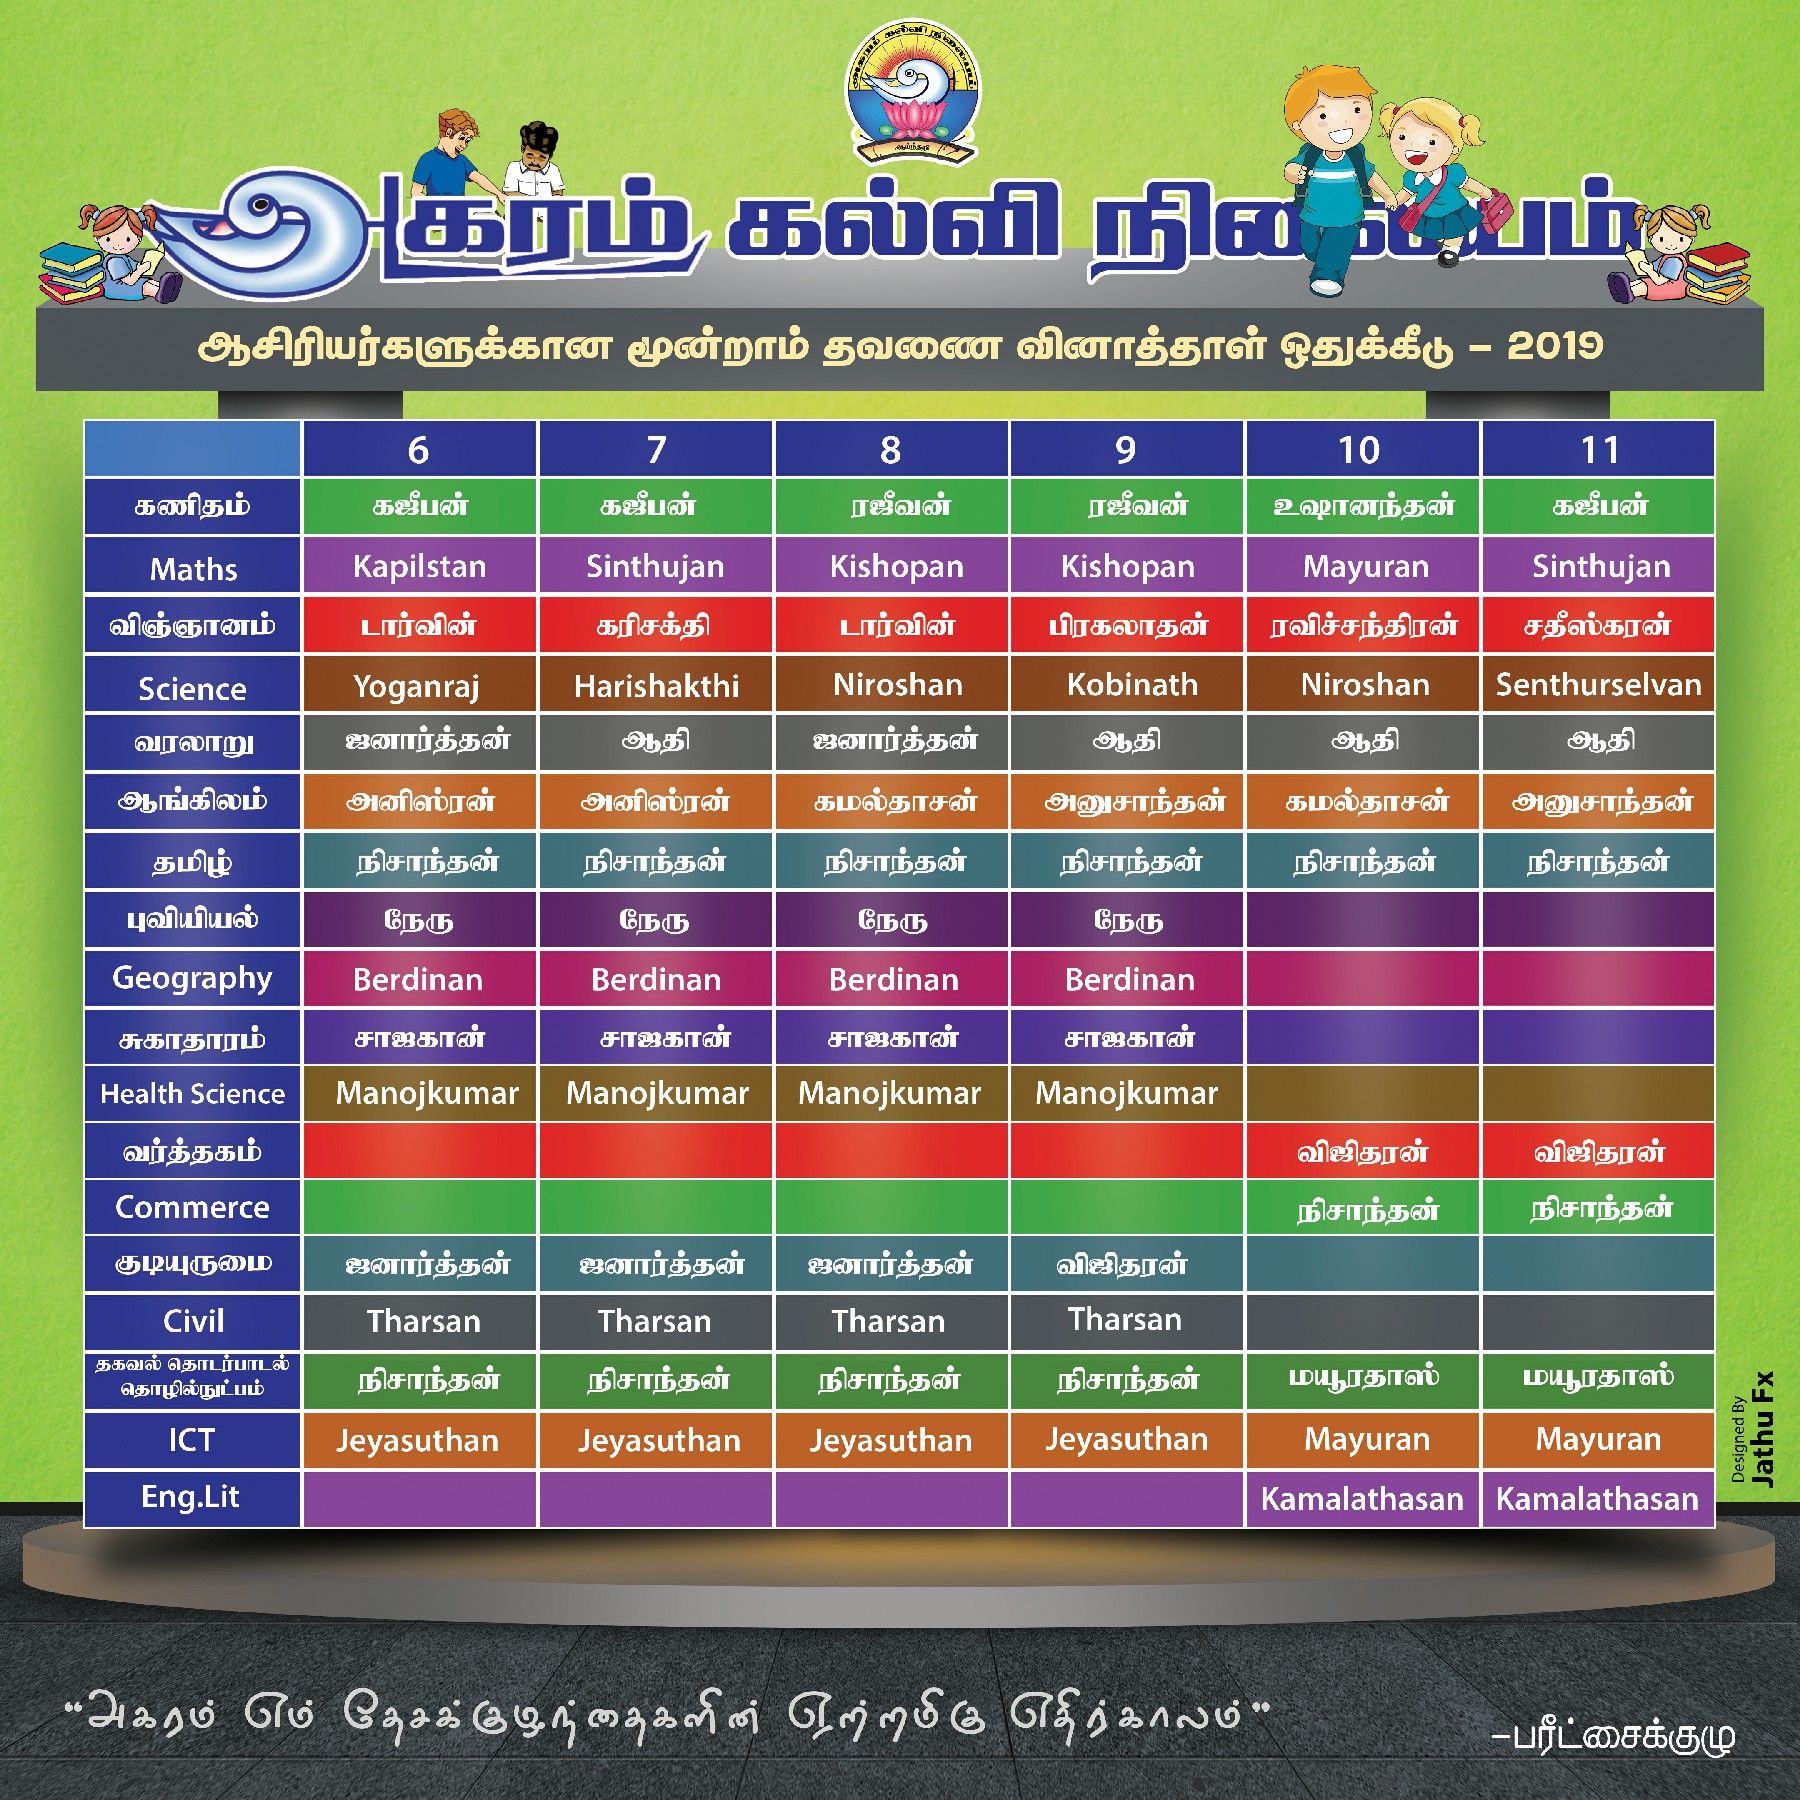 அகரம் கல்வி நிலையம்
அகரம் கல்வி நிலையம்
ஆசிரியர்களுக்கான மூன்றாம் தவணை வினாத்தாள் ஒதுக்கீடு - 2019
6 7 8 9 10 11
கணிதம் கஜீபன் கஜீபன் ரஜீவன் ரஜீவன் உஷானந்தன் கஜீபன்
Maths Kapilstan Sinthujan Kishopan Kishopan Mayuran Sinthujan
விஞ்ஞானம் டார்வின் கரிசக்தி டார்வின் பிரகலாதன் ரவிச்சந்திரன் சதீஸ்கரன்
Science Yoganraj Harishakthi Niroshan Kobinath Niroshan Senthurselvan
வரலாறு ஜனார்த்தன் ஆதி ஜனார்த்தன் ஆதி ஆதி ஆதி
ஆங்கிலம் அனிஸ்ரன் அனிஸ்ரன் கமல்தாசன் அனுசாந்தன் கமல்தாசன் அனுசாந்தன்
தமிழ் நிசாந்தன் நிசாந்தன் நிசாந்தன் நிசாந்தன் நிசாந்தன் நிசாந்தன்
புவியியல் நேரு நேரு நேரு நேரு
Geography Berdinan Berdinan Berdinan Berdinan
சுகாதாரம் சாஜகான் சாஜகான் சாஜகான் சாஜகான்
Health Science Manojkumar Manojkumar Manojkumar Manojkumar
வர்த்தகம் விஜிதரன் விஜிதரன்
Commerce நிசாந்தன் நிசாந்தன்
குடியுருமை ஜனார்த்தன் ஜனார்த்தன் ஜனார்த்தன் விஜிதரன்
Civil Tharsan Tharsan Tharsan Tharsan
தகவல் தொடர்பாடல்
தொழில்நுட்பம் நிசாந்தன் நிசாந்தன் நிசாந்தன் நிசாந்தன் மயூரதாஸ் மயூரதாஸ்
ICT Jeyasuthan Jeyasuthan Jeyasuthan Jeyasuthan Mayuran Mayuran
Eng.Lit Kamalathasan Kamalathasan
Designed By
Jathu Fx
“அகரம் எம் தேசக்குழந்தைகளின் ஏற்றமிகு எதிர்காலம்”
-பரீட்சைக்குழு